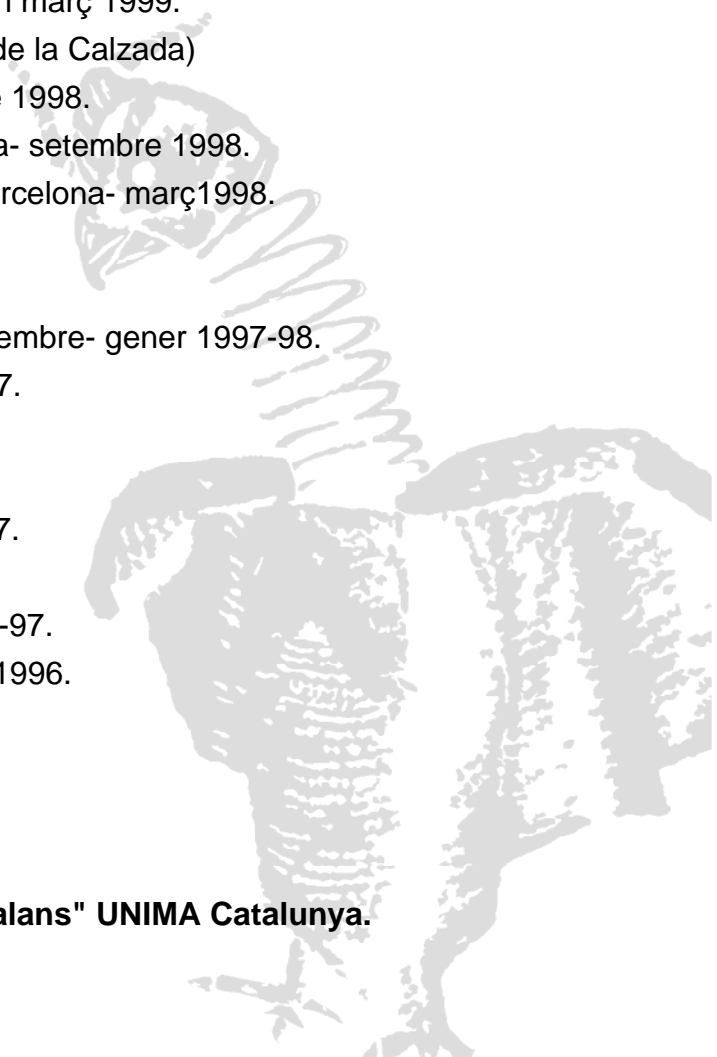 març 1999.
de la Calzada)
1998.
a- setembre 1998.
rcelona- març1998.
embre- gener 1997-98.
7.
7.
-97.
1996.
alans" UNIMA Catalunya.